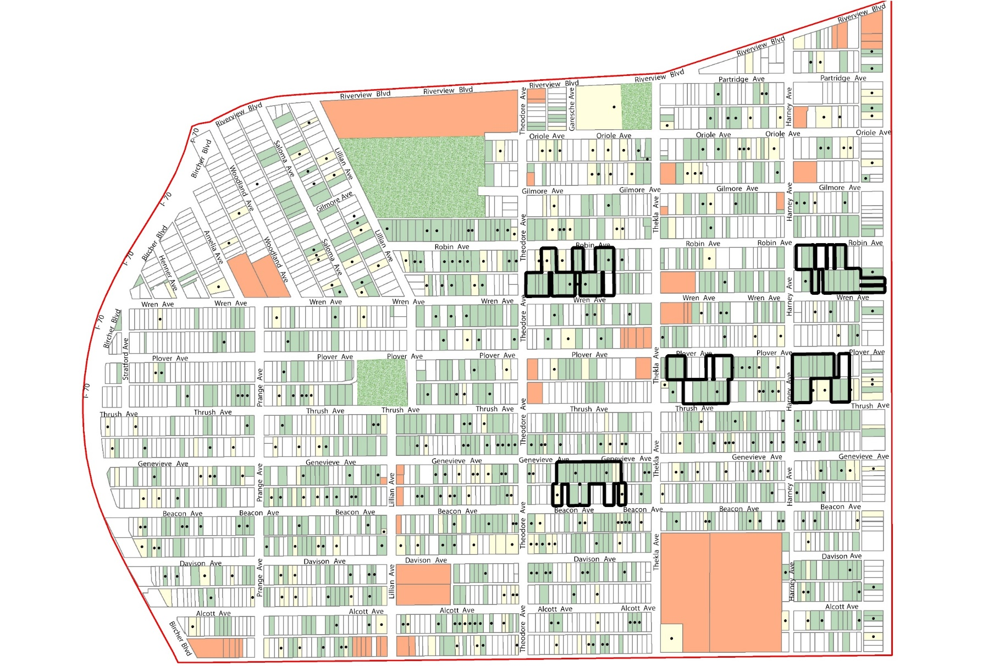 Riverview Blvd
Riverview Blvd
Riverview Blvd
Partridge Ave
Partridge Ave
Riverview Blvd
Riverview Blvd
Riverview Blvd
Riverview Blvd
Theodore Ave
Garesche Ave
Harney Ave
I-70
Bircher Blvd
Oriole Ave
Oriole Ave
Oriole Ave
Oriole Ave
Oriole Ave
Saloma Ave
Lillian Ave
Woodland Ave
Gilmore Ave
Gilmore Ave
Gilmore Ave
Gilmore Ave
Gilmore Ave
I-70
Thekla Ave
Harney Ave
Bircher Blvd
Amelia Ave
Woodland Ave
Saloma Ave
Lillian Ave
Theodore Ave
Robin Ave
Robin Ave
Robin Ave
Robin Ave
Robin Ave
I-70
Henner Ave
Harney Ave
Wren Ave
Wren Ave
Wren Ave
Wren Ave
Wren Ave
Wren Ave
Wren Ave
Wren Ave
Wren Ave
I-70
Bircher Blvd
Theodore Ave
Stratford Ave
Plover Ave
Plover Ave
Plover Ave
Plover Ave
Plover Ave
Plover Ave
Plover Ave
Plover Ave
I-70
Prange Ave
Thekla Ave
Harney Ave
Thrush Ave
Thrush Ave
Thrush Ave
Thrush Ave
Thrush Ave
Thrush Ave
Thrush Ave
Thrush Ave
Theodore Ave
Thekla Ave
Genevieve Ave
Genevieve Ave
Genevieve Ave
Genevieve Ave
Genevieve Ave
Genevieve Ave
Genevieve Ave
Prange Ave
Lillian Ave
Harney Ave
Beacon Ave
Beacon Ave
Beacon Ave
Beacon Ave
Beacon Ave
Beacon Ave
Beacon Ave
Beacon Ave
Theodore Ave
Thekla Ave
Davison Ave
Davison Ave
Davison Ave
Davison Ave
Davison Ave
Prange Ave
Lillian Ave
Harney Ave
Alcott Ave
Alcott Ave
Alcott Ave
Alcott Ave
Alcott Ave
Alcott Ave
Bircher Blvd
Theodore Ave